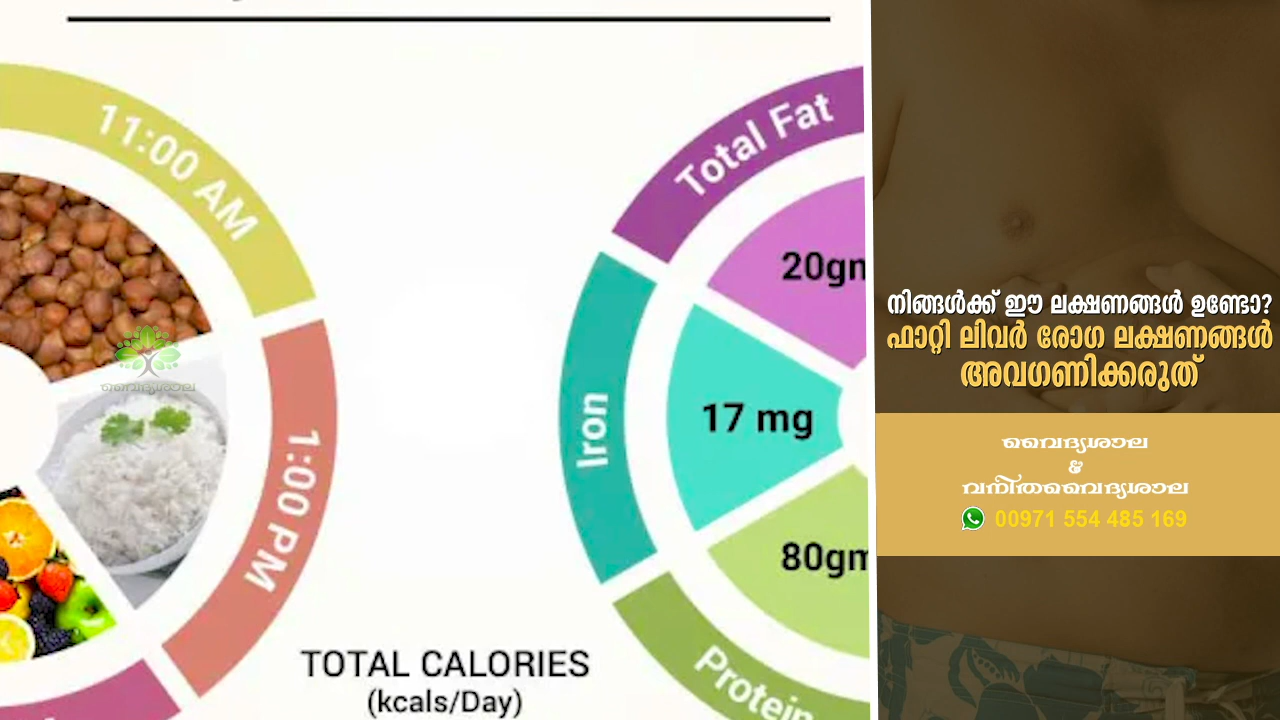 11:00 AM
1:00 PM
വൈദ്യശാല
TOTAL CALORIES
(kcals/Day)
Total Fat
20gm
Iron
17 mg
80gm
Protein
നിങ്ങൾക്ക് ഈ ലക്ഷണങ്ങൾ ഉണ്ടോ?
ഫാറ്റി ലിവർ രോഗ ലക്ഷണങ്ങൾ
അവഗണിക്കരുത്
വൈദ്യശാല
&
വനിതവൈദ്യശാല
00971 554 485 169